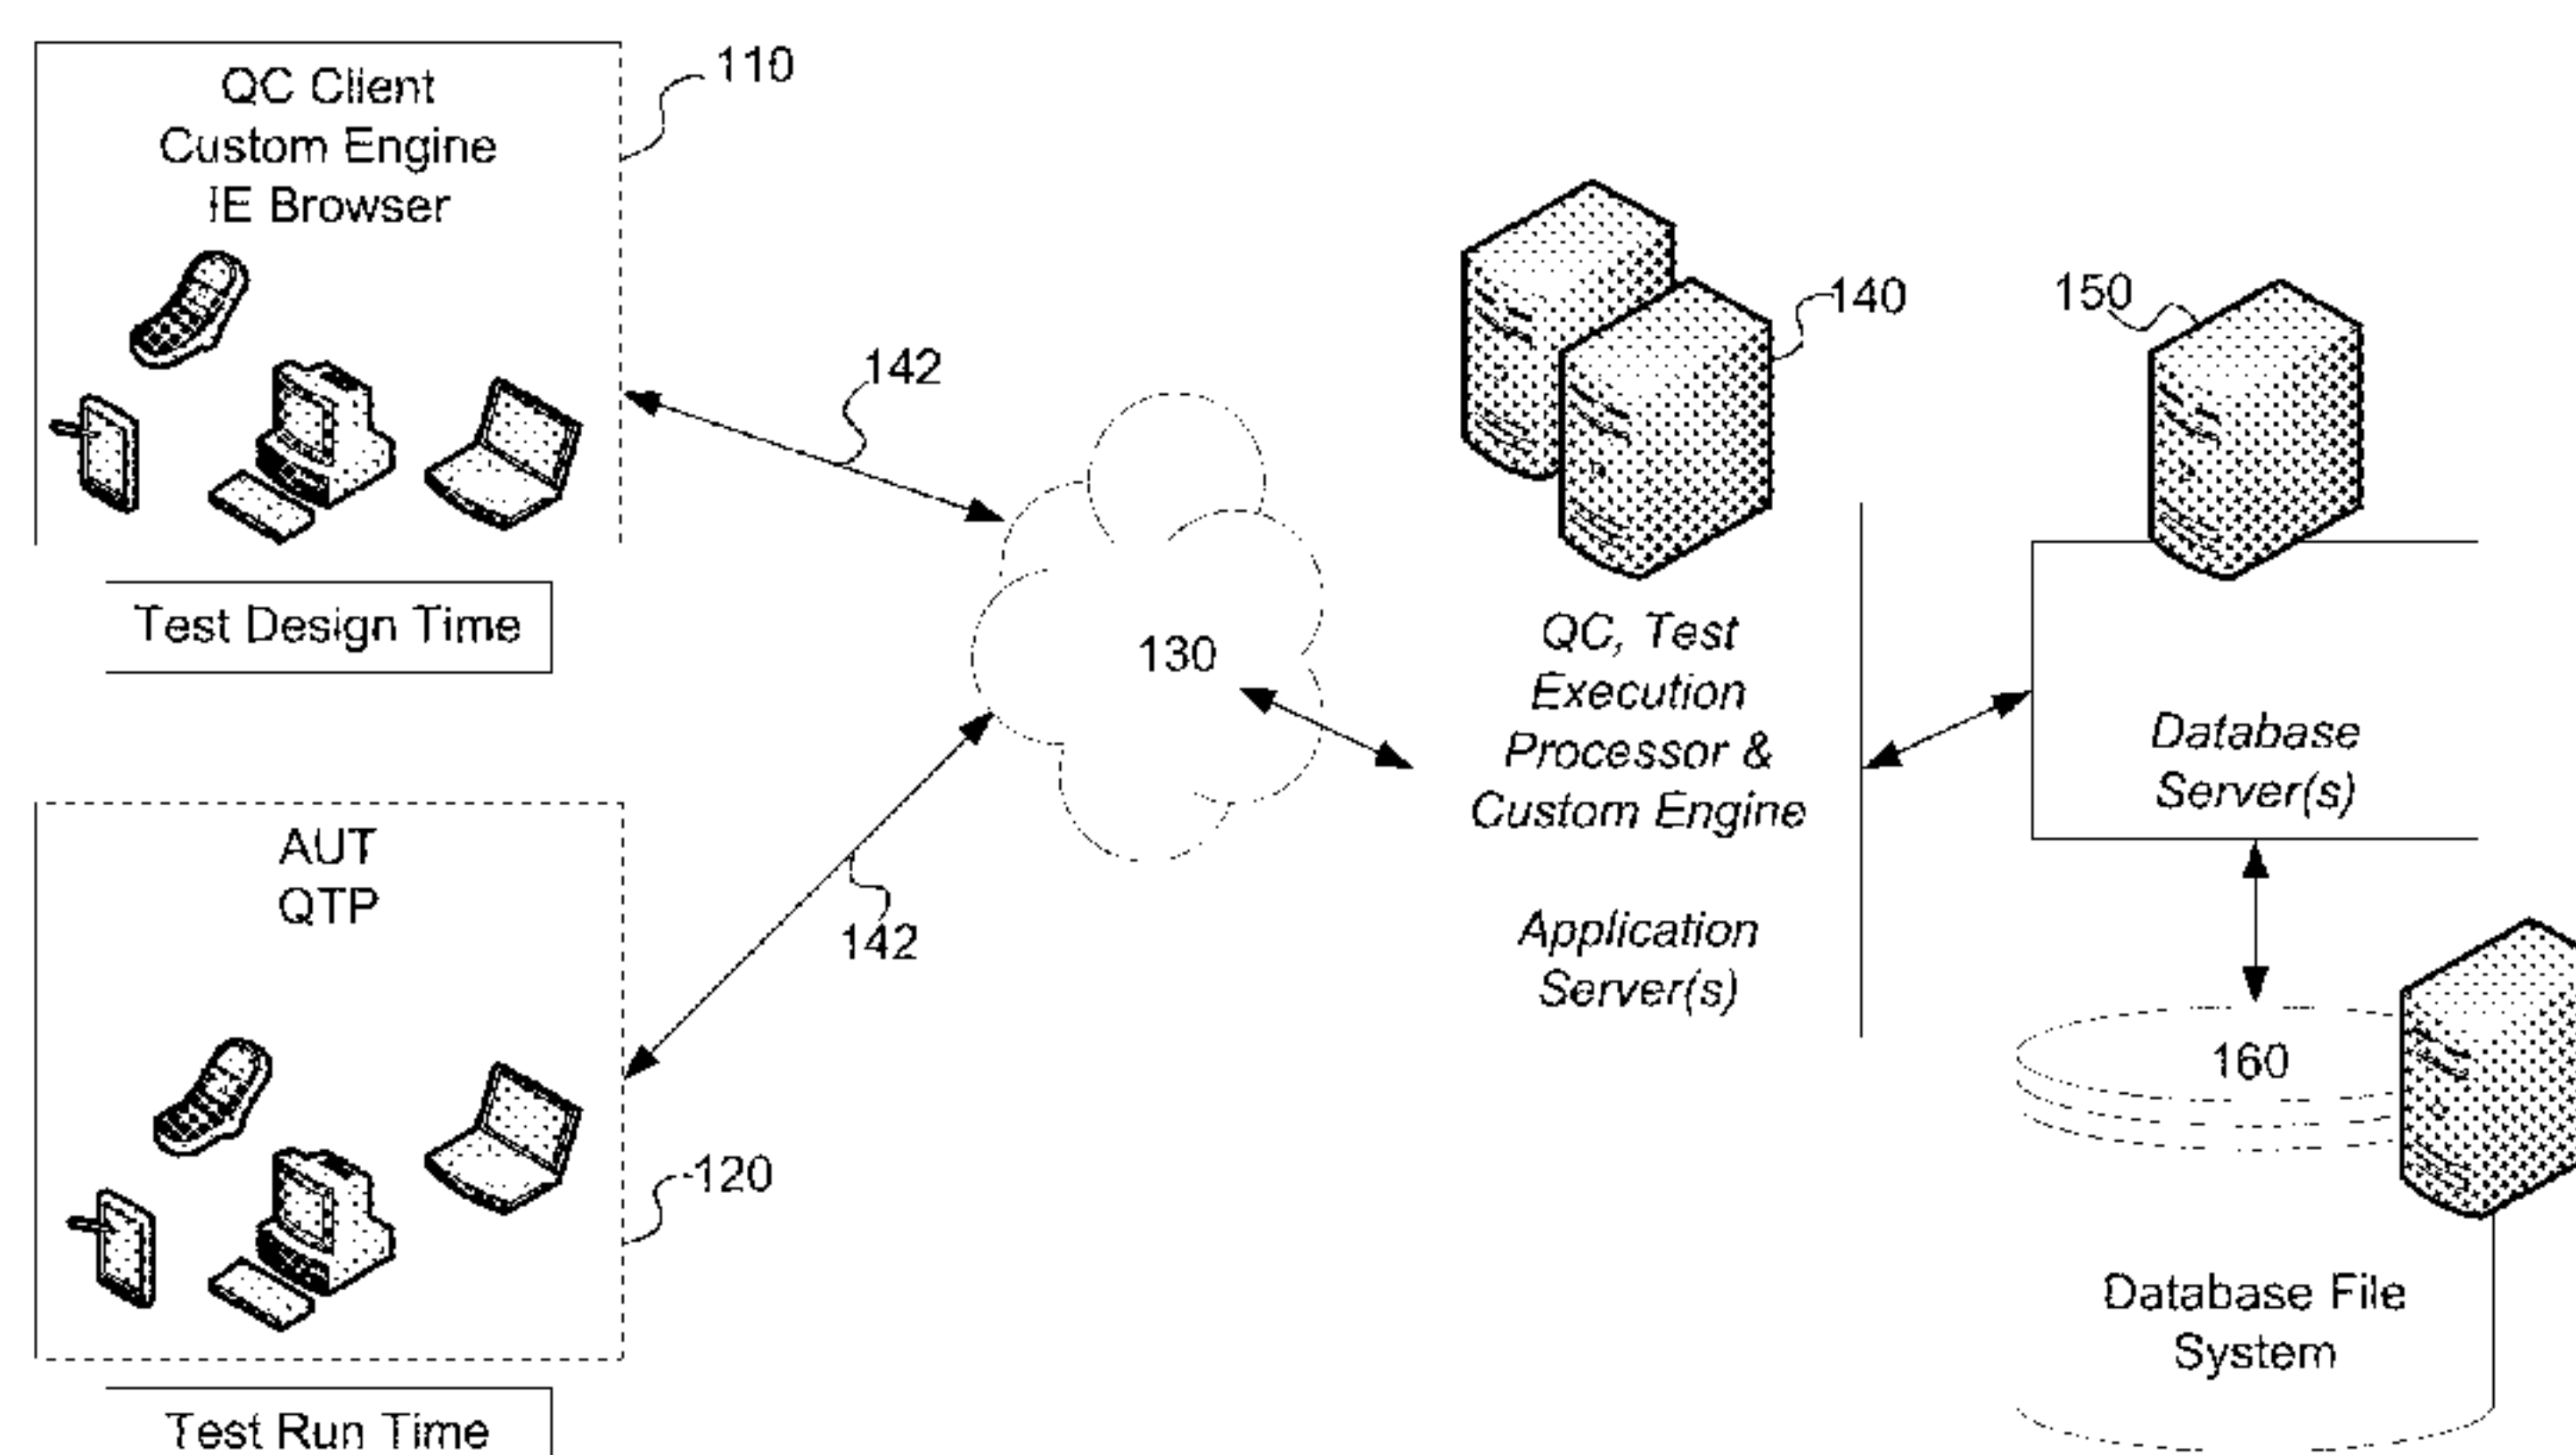 QC Client
Custom Engine
IE Browser
110
Test Design Time
142
130
142
AUT
QTP
120
Test Run Time
140
QC, Test
Execution
Processor &
Custom Engine
Application
Server(s)
150
Database
Server(s)
160
Database File
System